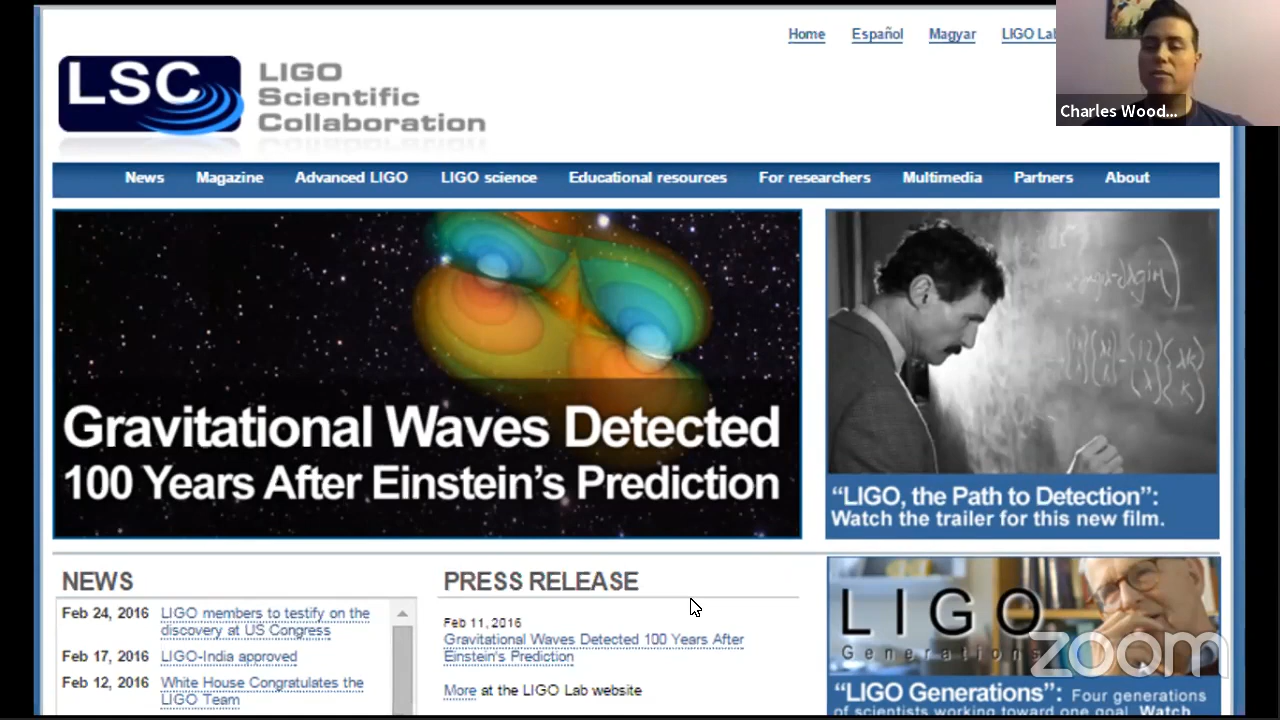 Home Español Magyar LIGO Lab
Charles Wood...
LSC LIGO
Scientific
Collaboration
News Magazine Advanced LIGO LIGO science Educational resources For researchers Multimedia Partners About
Gravitational Waves Detected
100 Years After Einstein's Prediction
"LIGO, the Path to Detection":
Watch the trailer for this new film.
NEWS
Feb 24, 2016 LIGO members to testify on the
discovery at US Congress
Feb 17, 2016 LIGO-India approved
Feb 12, 2016 White House Congratulates the
LIGO Team
PRESS RELEASE
Feb 11, 2016
Gravitational Waves Detected 100 Years After
Einstein's Prediction
More at the LIGO Lab website
LIGO
Generations
zoom
"LIGO Generations": Four generations
of scientists working toward one goal. Watch